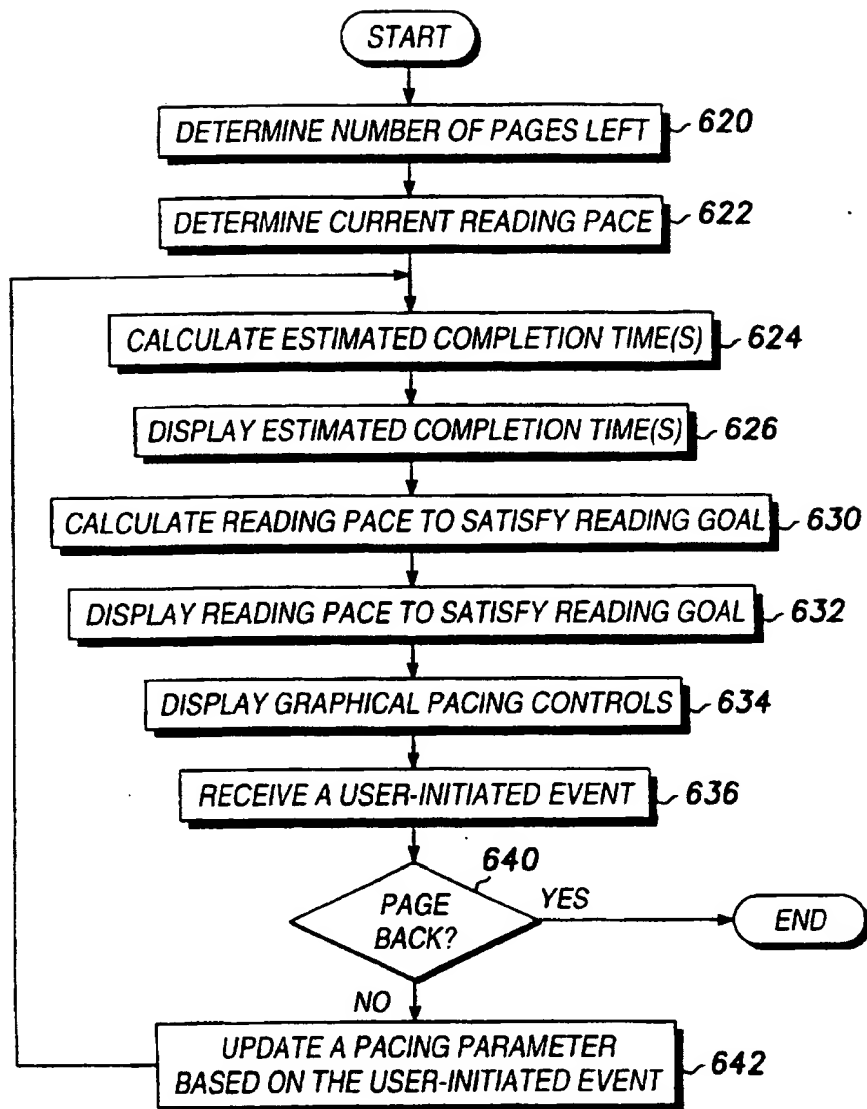 START
DETERMINE NUMBER OF PAGES LEFT 620
DETERMINE CURRENT READING PACE 622
CALCULATE ESTIMATED COMPLETION TIME(S) 624
DISPLAY ESTIMATED COMPLETION TIME(S) 626
CALCULATE READING PACE TO SATISFY READING GOAL 630
DISPLAY READING PACE TO SATISFY READING GOAL 632
DISPLAY GRAPHICAL PACING CONTROLS 634
RECEIVE A USER-INITIATED EVENT 636
640
PAGE
BACK?
YES
END
NO
UPDATE A PACING PARAMETER
BASED ON THE USER-INITIATED EVENT 642